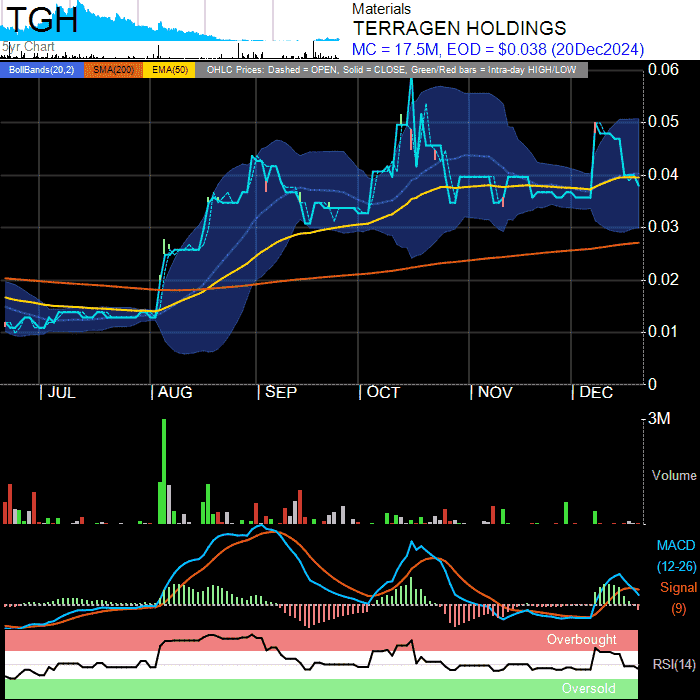 TGH
5yr Chart
Materials
TERRAGEN HOLDINGS
MC = 17.5M, EOD = $0.038 (20Dec2024)
BollBands(20,2) SMA(200) EMA(50) OHLC Prices: Dashed = OPEN, Solid = CLOSE, Green/Red bars = Intra-day HIGH/LOW
0.06
0.05
0.04
0.03
0.02
0.01
0
| JUL | AUG | SEP | OCT | NOV | DEC
3M
Volume
MACD
(12-26)
Signal
(9)
Overbought
RSI(14)
Oversold